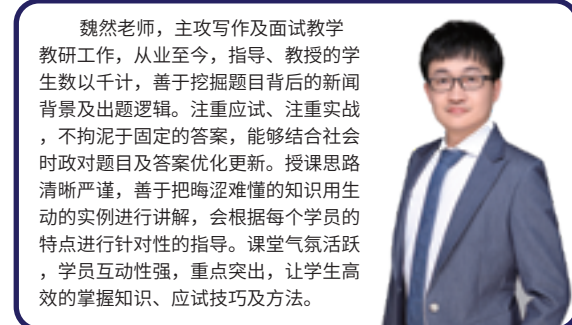 魏然老师，主攻写作及面试教学
教研工作，从业至今，指导、教授的学
生数以千计，善于挖掘题目背后的新闻
背景及出题逻辑。注重应试、注重实战
，不拘泥于固定的答案，能够结合社会
时政对题目及答案优化更新。授课思路
清晰严谨，善于把晦涩难懂的知识用生
动的实例进行讲解，会根据每个学员的
特点进行针对性的指导。课堂气氛活跃
，学员互动性强，重点突出，让学生高
效的掌握知识、应试技巧及方法。